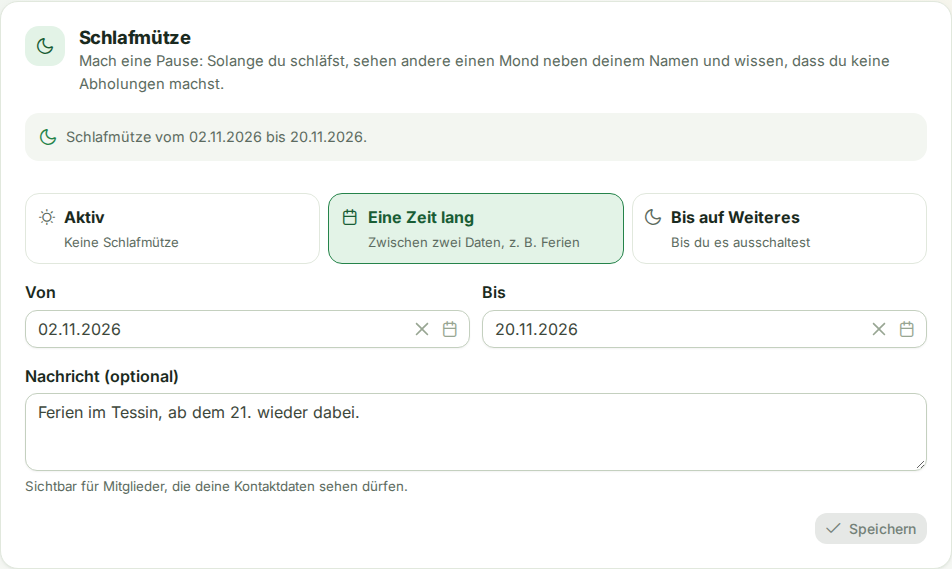 Schlafmütze
Mach eine Pause: Solange du schläfst, sehen andere einen Mond neben deinem Namen und wissen, dass du keine
Abholungen machst.
Schlafmütze vom 02.11.2026 bis 20.11.2026.
Aktiv
Keine Schlafmütze
Eine Zeit lang
Zwischen zwei Daten, z. B. Ferien
Bis auf Weiteres
Bis du es ausschaltest
Von
02.11.2026
Bis
20.11.2026
Nachricht (optional)
Ferien im Tessin, ab dem 21. wieder dabei.
Sichtbar für Mitglieder, die deine Kontaktdaten sehen dürfen.
Speichern